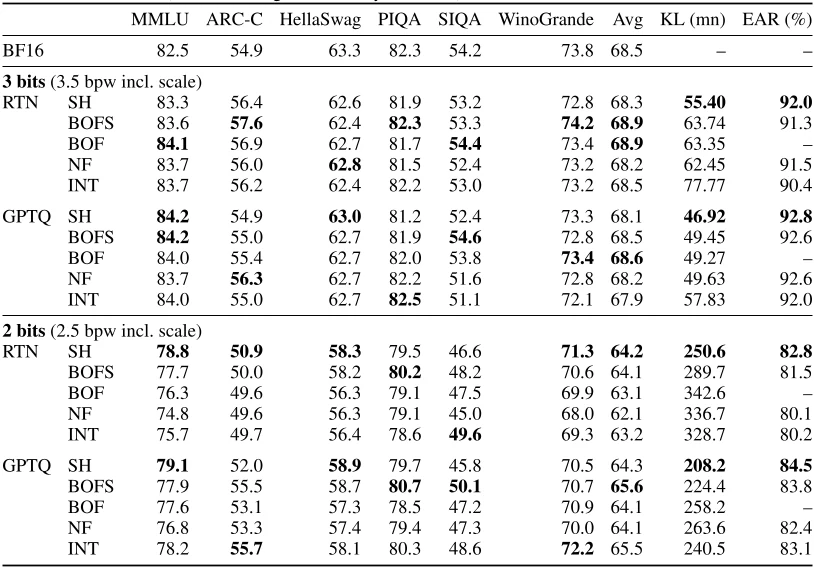 MMLU ARC-C HellaSwag PIQA SIQA WinoGrande Avg KL (mn) EAR (%)
BF16 82.5 54.9 63.3 82.3 54.2 73.8 68.5 – –
3 bits (3.5 bpw incl. scale)
RTN SH 83.3 56.4 62.6 81.9 53.2 72.8 68.3 55.40 92.0
BOFS 83.6 57.6 62.4 82.3 53.3 74.2 68.9 63.74 91.3
BOF 84.1 56.9 62.7 81.7 54.4 73.4 68.9 63.35 –
NF 83.7 56.0 62.8 81.5 52.4 73.2 68.2 62.45 91.5
INT 83.7 56.2 62.4 82.2 53.0 73.2 68.5 77.77 90.4
GPTQ SH 84.2 54.9 63.0 81.2 52.4 73.3 68.1 46.92 92.8
BOFS 84.2 55.0 62.7 81.9 54.6 72.8 68.5 49.45 92.6
BOF 84.0 55.4 62.7 82.0 53.8 73.4 68.6 49.27 –
NF 83.7 56.3 62.7 82.2 51.6 72.8 68.2 49.63 92.6
INT 84.0 55.0 62.7 82.5 51.1 72.1 67.9 57.83 92.0
2 bits (2.5 bpw incl. scale)
RTN SH 78.8 50.9 58.3 79.5 46.6 71.3 64.2 250.6 82.8
BOFS 77.7 50.0 58.2 80.2 48.2 70.6 64.1 289.7 81.5
BOF 76.3 49.6 56.3 79.1 47.5 69.9 63.1 342.6 –
NF 74.8 49.6 56.3 79.1 45.0 68.0 62.1 336.7 80.1
INT 75.7 49.7 56.4 78.6 49.6 69.3 63.2 328.7 80.2
GPTQ SH 79.1 52.0 58.9 79.7 45.8 70.5 64.3 208.2 84.5
BOFS 77.9 55.5 58.7 80.7 50.1 70.7 65.6 224.4 83.8
BOF 77.6 53.1 57.3 78.5 47.2 70.9 64.1 258.2 –
NF 76.8 53.3 57.4 79.4 47.3 70.0 64.1 263.6 82.4
INT 78.2 55.7 58.1 80.3 48.6 72.2 65.5 240.5 83.1